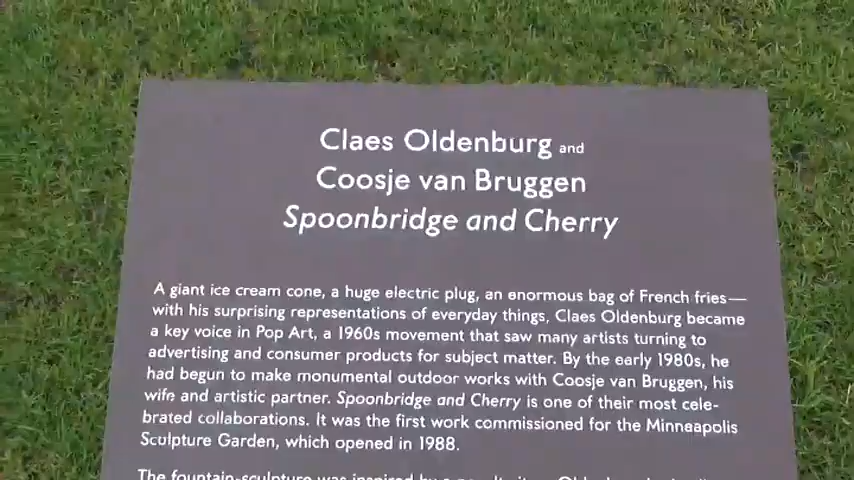 Claes Oldenburg and
Coosje van Bruggen
Spoonbridge and Cherry
A giant ice cream cone, a huge electric plug, an enormous bag of French fries—
with his surprising representations of everyday things, Claes Oldenburg became
a key voice in Pop Art, a 1960s movement that saw many artists turning to
advertising and consumer products for subject matter. By the early 1980s, he
had begun to make monumental outdoor works with Coosje van Bruggen, his
wife and artistic partner. Spoonbridge and Cherry is one of their most cele-
brated collaborations. It was the first work commissioned for the Minneapolis
Sculpture Garden, which opened in 1988.
The fountain-sculpture was inspired by a novelty item Oldenburg